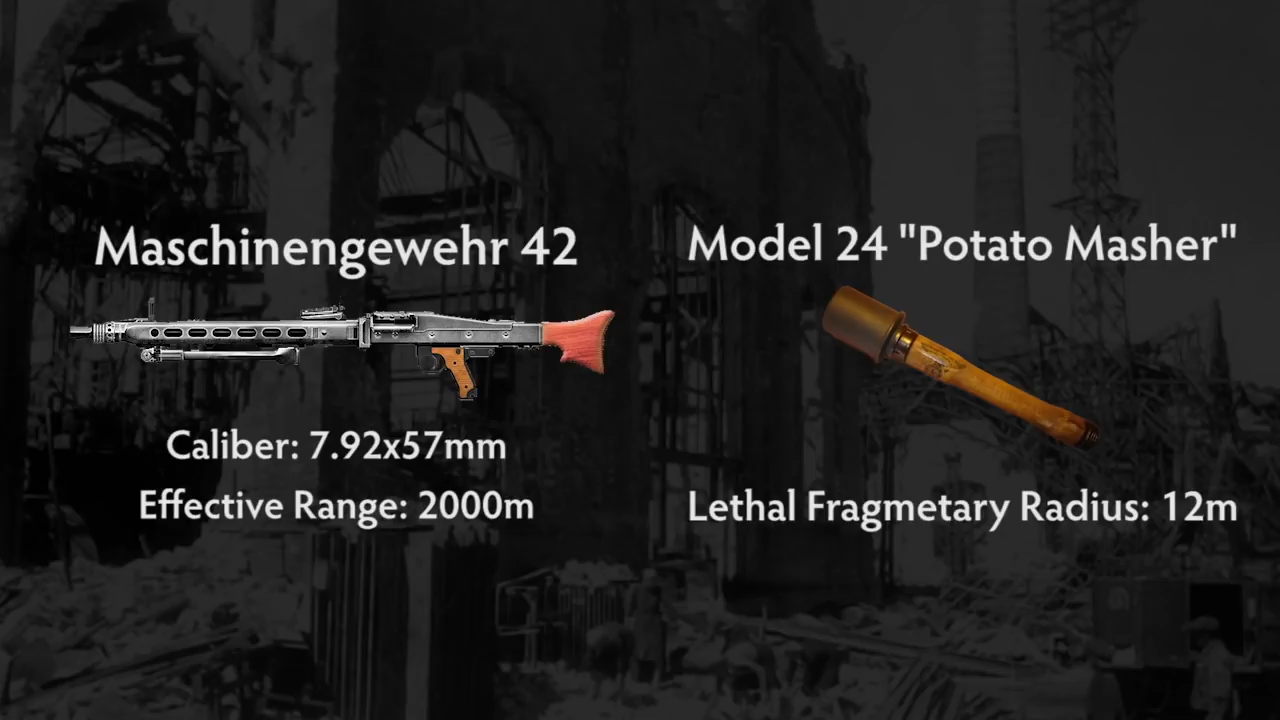 Maschinengewehr 42
Caliber: 7.92x57mm
Effective Range: 2000m
Model 24 "Potato Masher"
Lethal Fragmetary Radius: 12m